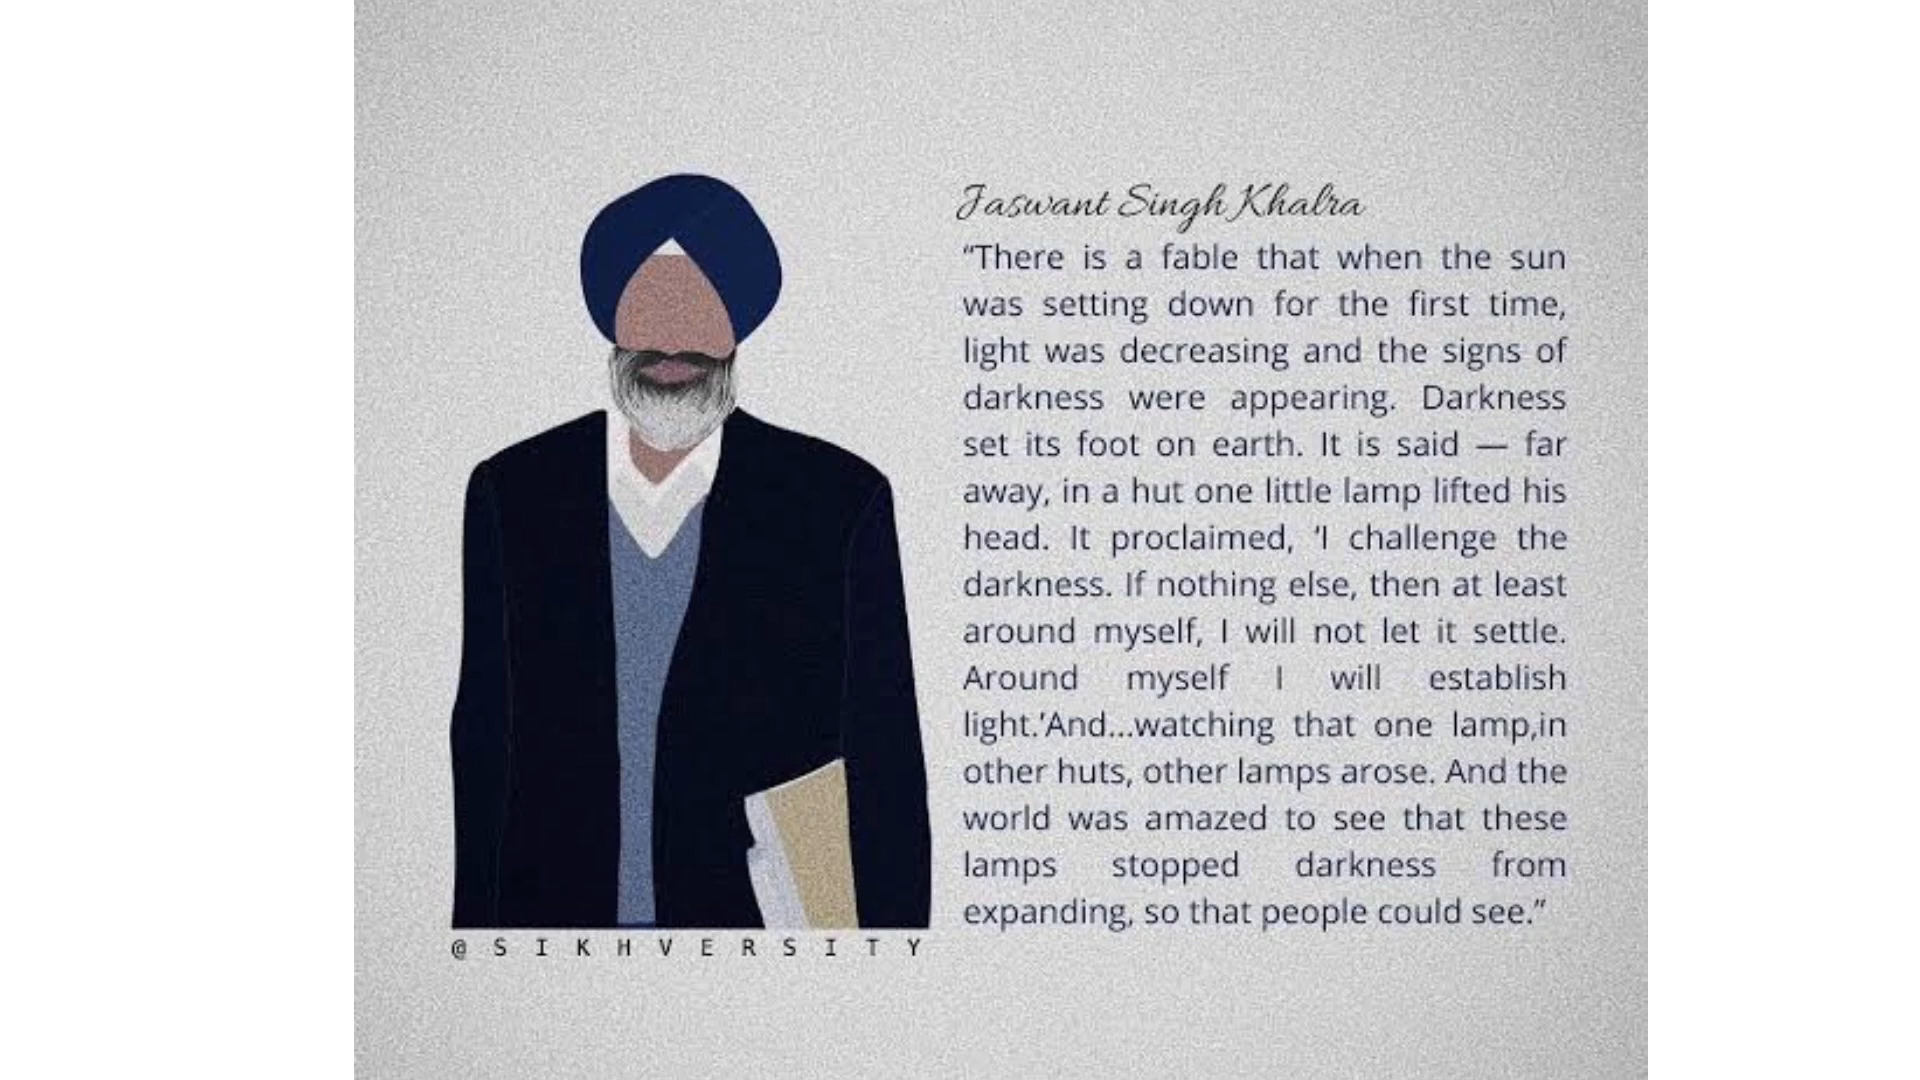 Jaswant Singh Khalra
“There is a fable that when the sun
was setting down for the first time,
light was decreasing and the signs of
darkness were appearing. Darkness
set its foot on earth. It is said — far
away, in a hut one little lamp lifted his
head. It proclaimed, ‘I challenge the
darkness. If nothing else, then at least
around myself, I will not let it settle.
Around myself I will establish
light.’And...watching that one lamp,in
other huts, other lamps arose. And the
world was amazed to see that these
lamps stopped darkness from
expanding, so that people could see.”
@SIKHVERSITY